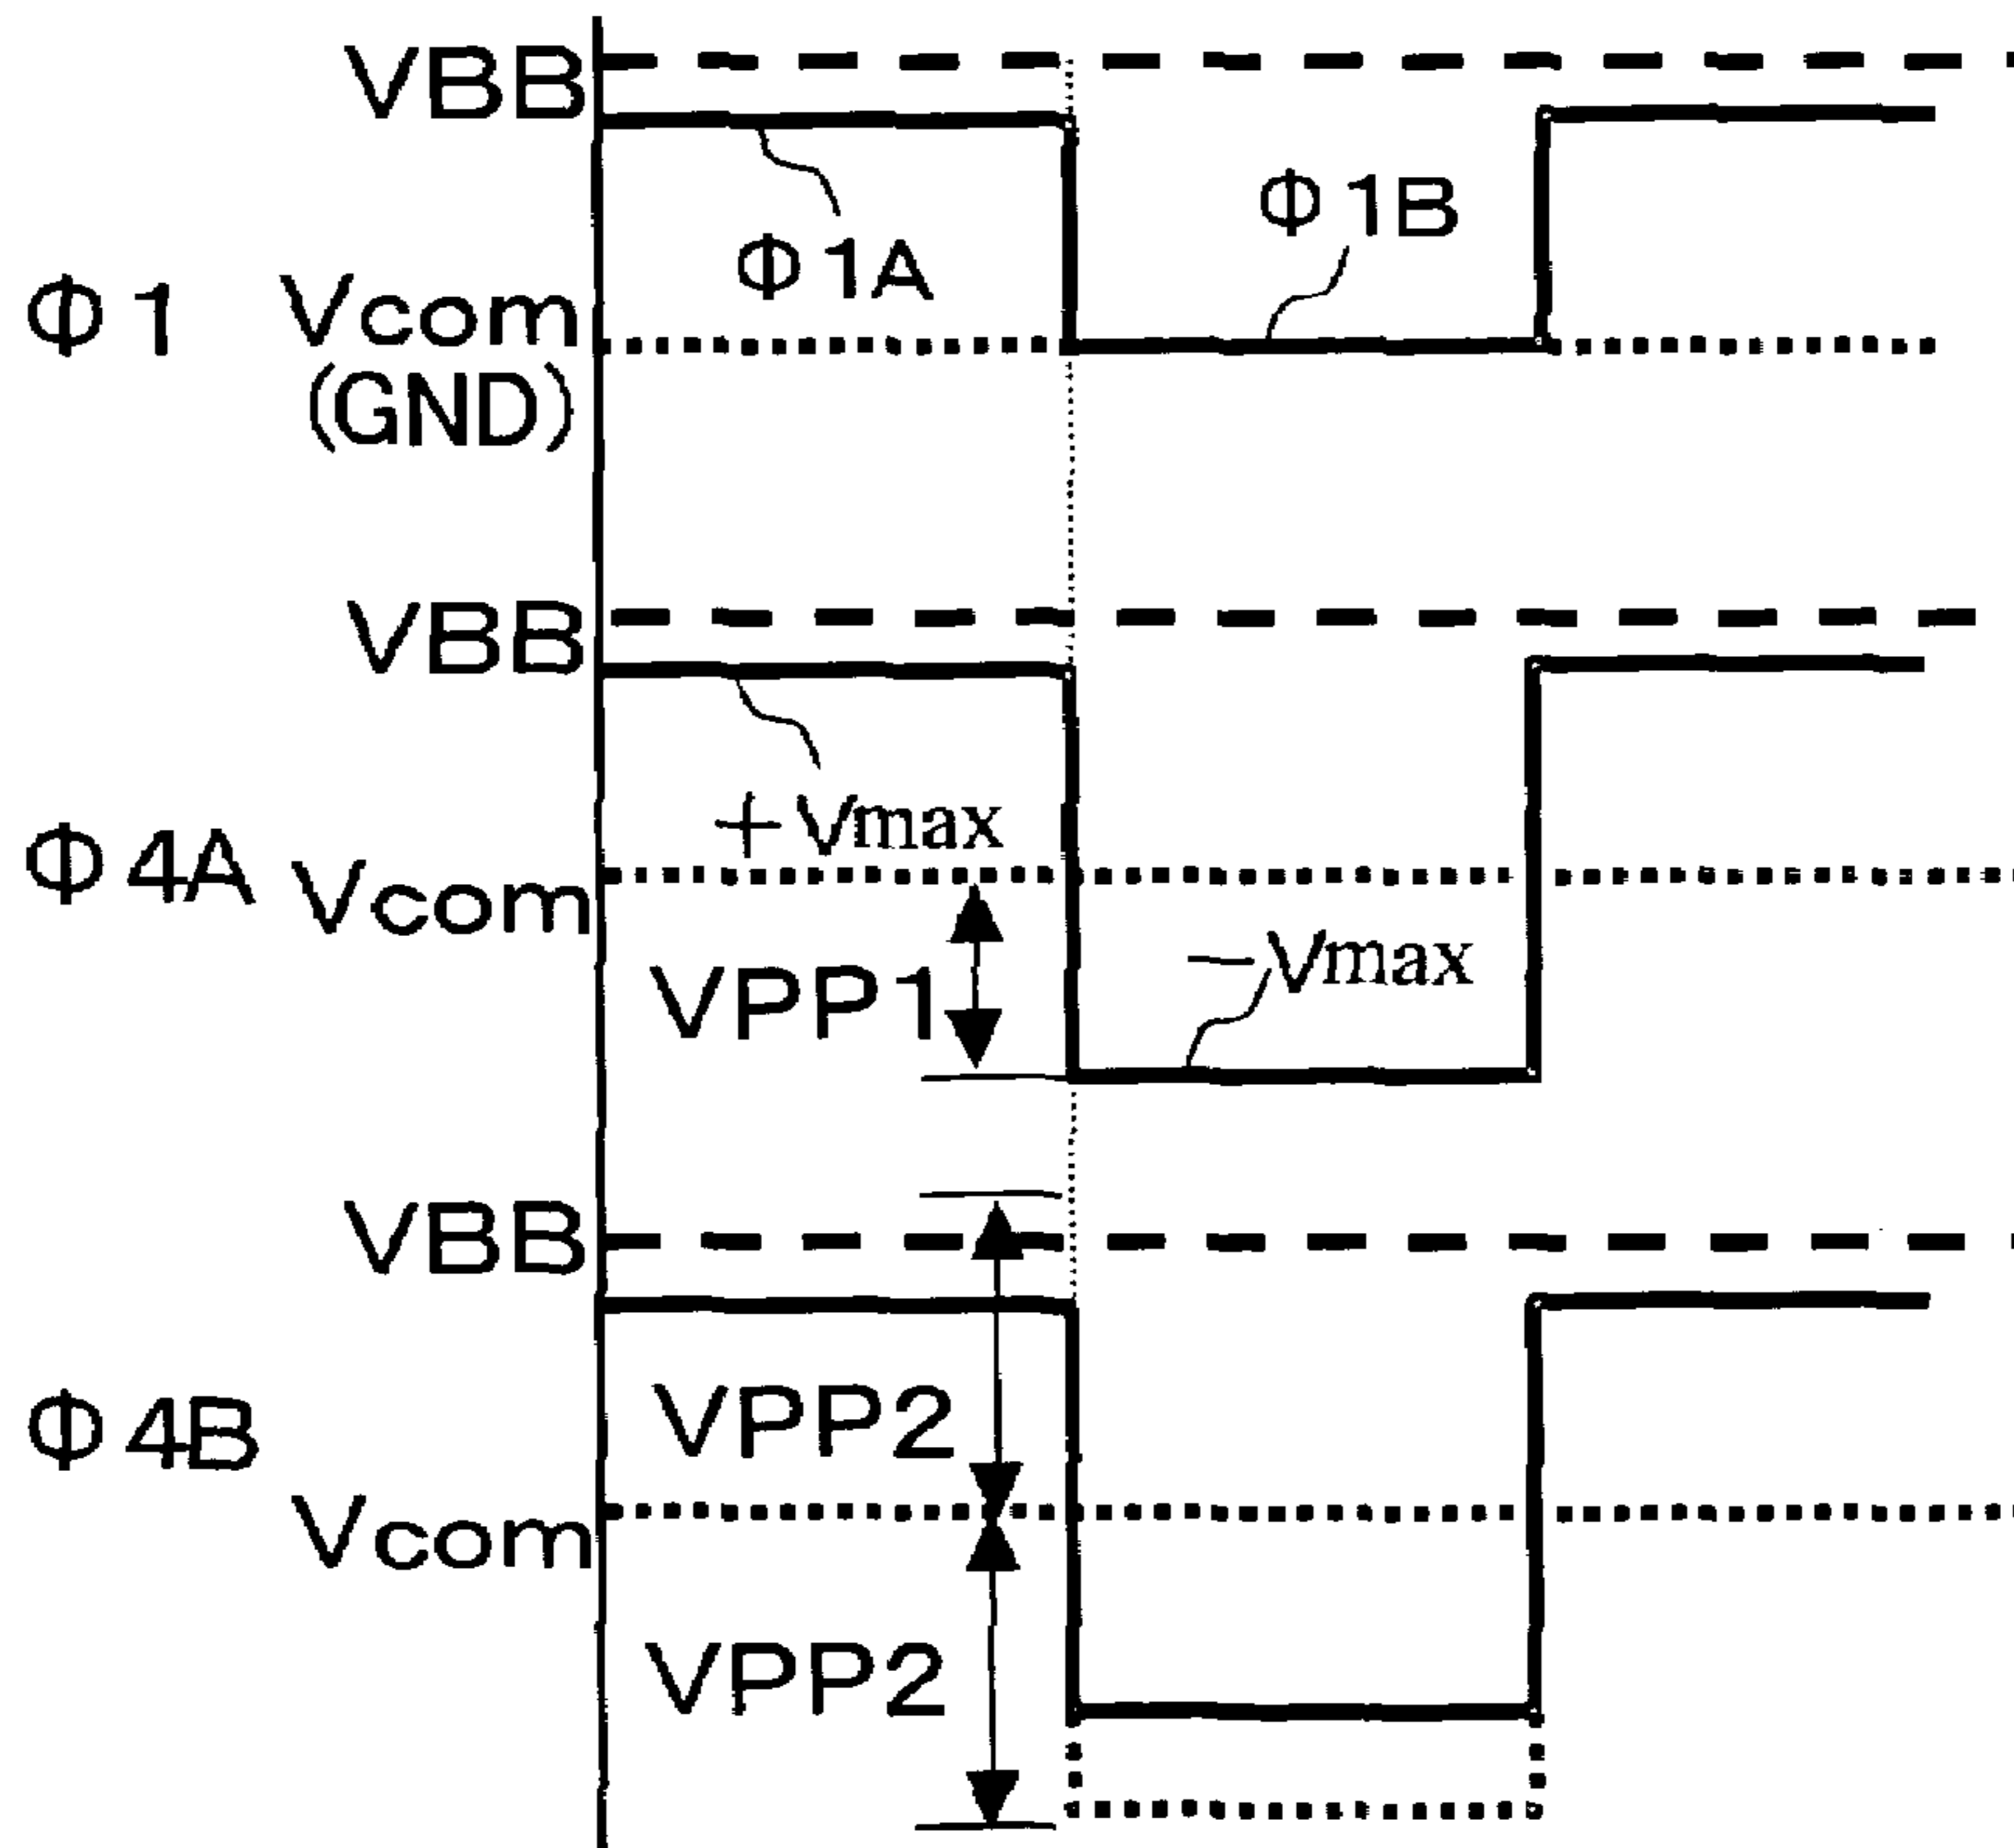 VBB
Φ1A
Φ1B
Φ1
Vcom
(GND)
VBB
+Vmax
Φ4A
Vcom
VPP1
−Vmax
VBB
VPP2
Φ4B
Vcom
VPP2